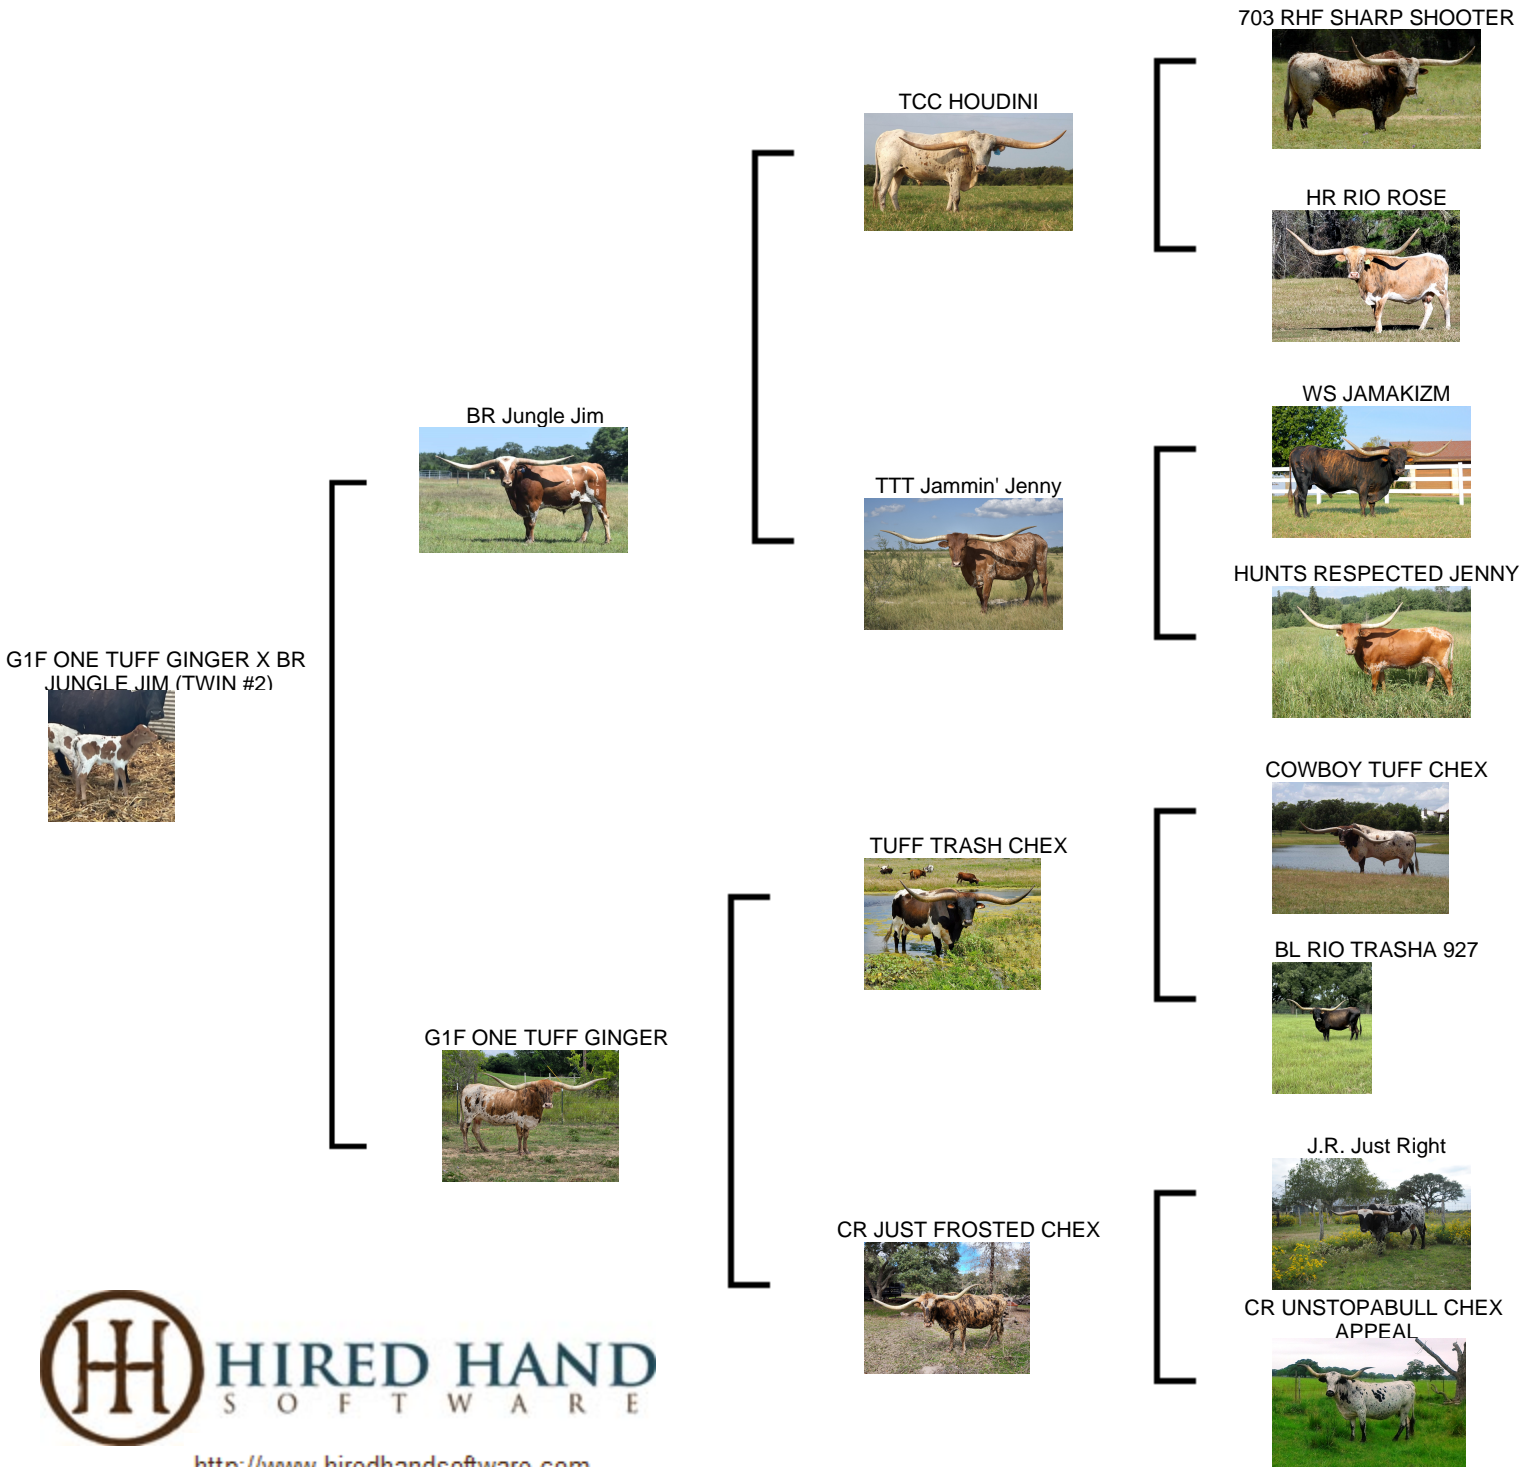 703 RHF SHARP SHOOTER
TCC HOUDINI
HR RIO ROSE
WS JAMAKIZM
BR Jungle Jim
TTT Jammin' Jenny
HUNTS RESPECTED JENNY
G1F ONE TUFF GINGER X BR
JUNGLE JIM (TWIN #2)
COWBOY TUFF CHEX
TUFF TRASH CHEX
BL RIO TRASHA 927
G1F ONE TUFF GINGER
J.R. Just Right
CR JUST FROSTED CHEX
CR UNSTOPABULL CHEX
APPEAL
HIRED HAND
SOFTWARE
http://www.hiredhandsoftware.com